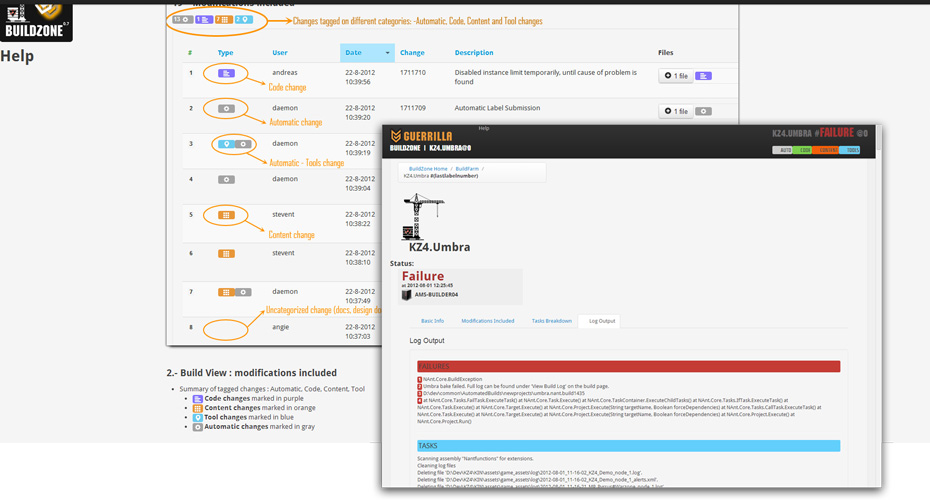 13 - Modifications included
BUILDZONE 0.7
Help
13 1 7 2
Changes tagged on different categories: -Automatic, Code, Content and Tool changes
# Type User Date Change Description Files
1 andreas 22-8-2012 10:39:56 1711710 Disabled instance limit temporarily, until cause of problem is found 1 file
Code change
2 daemon 22-8-2012 10:39:20 1711709 Automatic Label Submission 1 file
Automatic change
3 daemon 22-8-2012 10:39:19
Automatic - Tools change
4 daemon 22-8-2012 10:39:04
5 stevent 22-8-2012 10:38:22
Content change
6 stevent 22-8-2012 10:38:10
7 daemon 22-8-2012 10:37:49
Uncategorized change (docs, design do
8 angie 22-8-2012 10:37:03
2.- Build View : modifications included
Summary of tagged changes : Automatic, Code, Content, Tool
Code changes marked in purple
Content changes marked in orange
Tool changes marked in blue
Automatic changes marked in gray
GUERRILLA
BUILDZONE | KZ4.UMBRA@0
Help
KZ4.UMBRA #FAILURE @0
AUTO CODE CONTENT TOOLS
BuildZone Home / BuildFarm /
KZ4.Umbra #(lastlabelnumber)
KZ4.Umbra
Status:
Failure
at 2012-08-01 12:25:45
AMS-BUILDER04
Basic Info Modifications Included Tasks Breakdown Log Output
Log Output
FAILURES
1 NAnt.Core.BuildException
2 Umbra bake failed. Full log can be found under 'View Build Log' on the build page.
3 D:\dev\common\AutomatedBuilds\newprojects\umbra.nant.build1435
4 at NAnt.Core.Tasks.FailTask.ExecuteTask() at NAnt.Core.Task.Execute() at NAnt.Core.TaskContainer.ExecuteChildTasks() at NAnt.Core.Tasks.IfTask.ExecuteTask() at
NAnt.Core.Task.Execute() at NAnt.Core.Target.Execute() at NAnt.Core.Project.Execute(String targetName, Boolean forceDependencies) at NAnt.Core.Tasks.CallTask.ExecuteTask() at
NAnt.Core.Task.Execute() at NAnt.Core.Target.Execute() at NAnt.Core.Project.Execute(String targetName, Boolean forceDependencies) at NAnt.Core.Project.Execute() at
NAnt.Core.Project.Run()
TASKS
Scanning assembly "Nantfunctions" for extensions.
Cleaning log files
Deleting file 'D:\Dev\KZ4\K3N\assets\game_assets\log\2012-08-01_11-16-02_KZ4_Demo_node_1.log'.
Deleting file 'D:\Dev\KZ4\K3N\assets\game_assets\log\2012-08-01_11-16-02_KZ4_Demo_node_1_alerts.xml'.